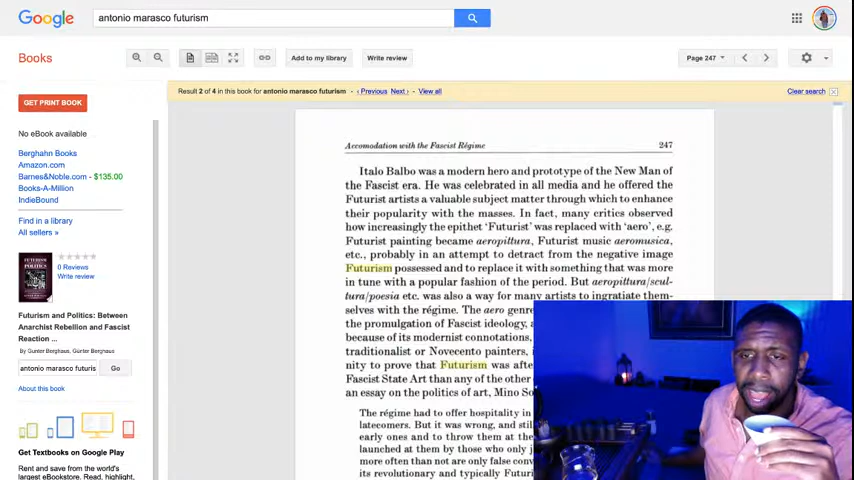 Google
antonio marasco futurism
Books
Add to my library
Write review
Page 247
Result 2 of 4 in this book for antonio marasco futurism - ‹ Previous Next › - View all
Clear search
GET PRINT BOOK
No eBook available
Berghahn Books
Amazon.com
Barnes&Noble.com - $135.00
Books-A-Million
IndieBound
Find in a library
All sellers »
0 Reviews
Write review
Futurism and Politics: Between
Anarchist Rebellion and Fascist
Reaction ...
By Gunter Berghaus, Günter Berghaus
antonio marasco futuris
Go
About this book
Get Textbooks on Google Play
Rent and save from the world's
largest eBookstore. Read, highlight,
Accomodation with the Fascist Régime
247
Italo Balbo was a modern hero and prototype of the New Man of
the Fascist era. He was celebrated in all media and he offered the
Futurist artists a valuable subject matter through which to enhance
their popularity with the masses. In fact, many critics observed
how increasingly the epithet 'Futurist' was replaced with 'aero', e.g.
Futurist painting became aeropittura, Futurist music aeromusica,
etc., probably in an attempt to detract from the negative image
Futurism possessed and to replace it with something that was more
in tune with a popular fashion of the period. But aeropittura/scul-
tura/poesia etc. was also a way for many artists to ingratiate them-
selves with the régime. The aero genre
the promulgation of Fascist ideology, a
because of its modernist connotations,
traditionalist or Novecento painters, i
nity to prove that Futurism was afte
Fascist State Art than any of the other
an essay on the politics of art, Mino So
The régime had to offer hospitality in
latecomers. But it was wrong, and still
early ones and to throw them at the
launched at them by those who only j
more often than not are only false conv
its revolutionary and typically Futuri